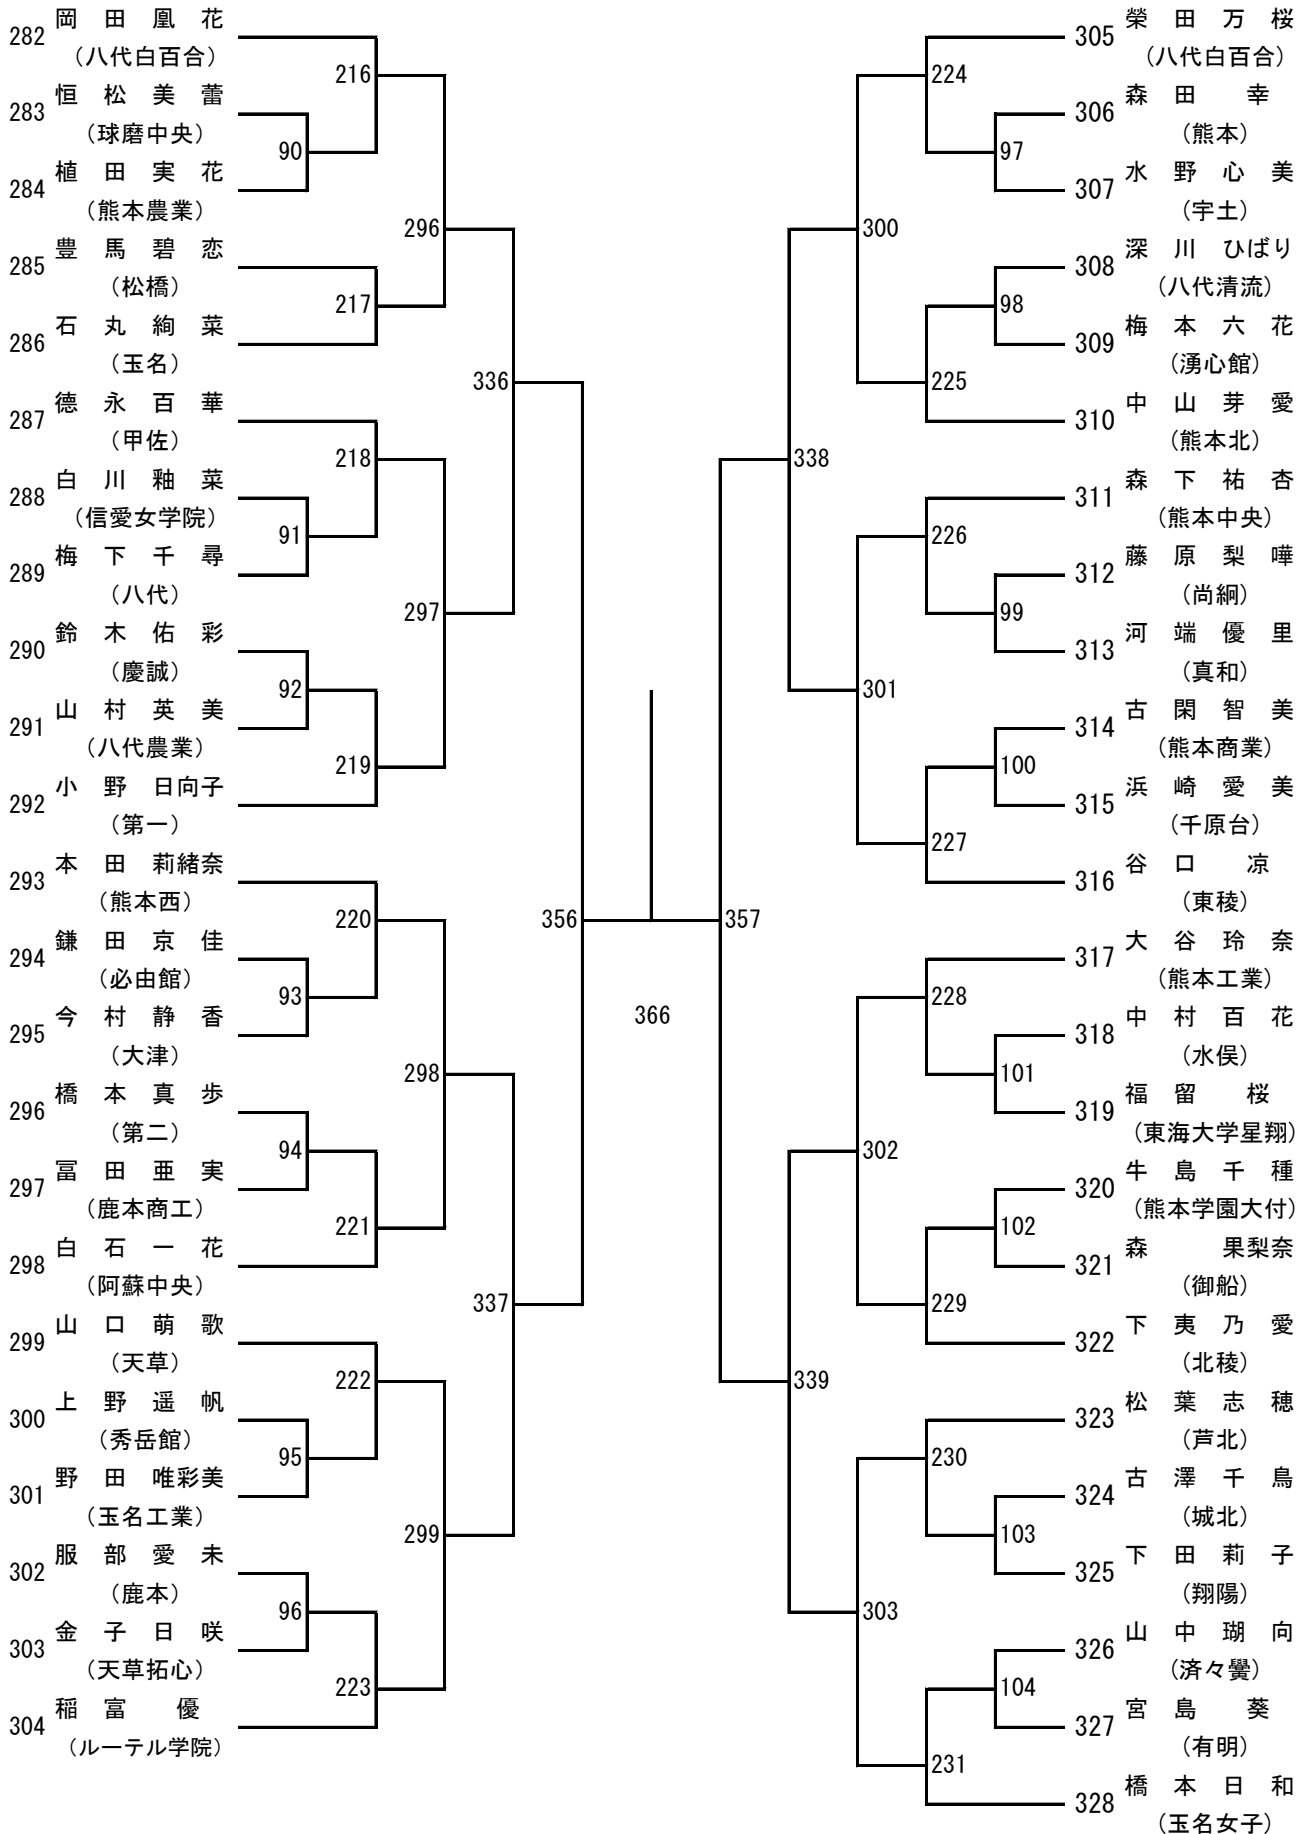 282 岡田凰花
(八代白百合)
216
283 恒松美蕾
(球磨中央)
90
284 植田実花
(熊本農業)
296
285 豊馬碧恋
(松橋)
217
286 石丸絢菜
(玉名)
336
287 德永百華
(甲佐)
218
288 白川釉菜
(信愛女学院)
91
289 梅下千尋
(八代)
297
290 鈴木佑彩
(慶誠)
92
291 山村英美
(八代農業)
219
292 小野日向子
(第一)
293 本田莉緒奈
(熊本西)
220
356
294 鎌田京佳
(必由館)
93
295 今村静香
(大津)
298
296 橋本真歩
(第二)
94
297 冨田亜実
(鹿本商工)
221
298 白石一花
(阿蘇中央)
337
299 山口萌歌
(天草)
222
300 上野遥帆
(秀岳館)
95
301 野田唯彩美
(玉名工業)
299
302 服部愛未
(鹿本)
96
303 金子日咲
(天草拓心)
223
304 稲富優
(ルーテル学院)
366
305 榮田万桜
(八代白百合)
224
306 森田幸
(熊本)
97
307 水野心美
(宇土)
300
308 深川ひばり
(八代清流)
98
309 梅本六花
(湧心館)
225
310 中山芽愛
(熊本北)
338
311 森下祐杏
(熊本中央)
226
312 藤原梨嘩
(尚絅)
99
313 河端優里
(真和)
301
314 古閑智美
(熊本商業)
100
315 浜崎愛美
(千原台)
227
316 谷口凉
(東稜)
357
317 大谷玲奈
(熊本工業)
228
318 中村百花
(水俣)
101
319 福留桜
(東海大学星翔)
302
320 牛島千種
(熊本学園大付)
102
321 森果梨奈
(御船)
229
322 下夷乃愛
(北稜)
339
323 松葉志穂
(芦北)
230
324 古澤千鳥
(城北)
103
325 下田莉子
(翔陽)
303
326 山中瑚向
(済々黌)
104
327 宮島葵
(有明)
231
328 橋本日和
(玉名女子)